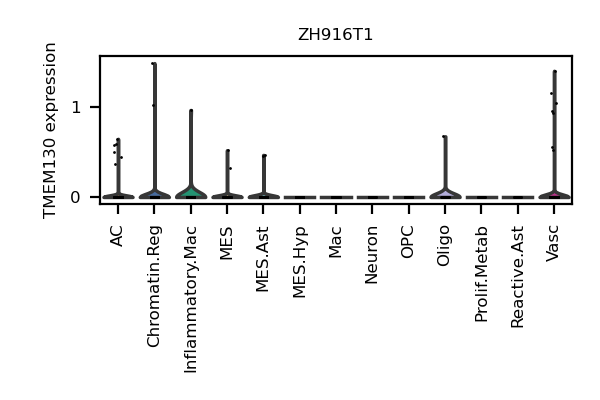 ZH916T1
TMEM130 expression
1
0
AC
Chromatin.Reg
Inflammatory.Mac
MES
MES.Ast
MES.Hyp
Mac
Neuron
OPC
Oligo
Prolif.Metab
Reactive.Ast
Vasc